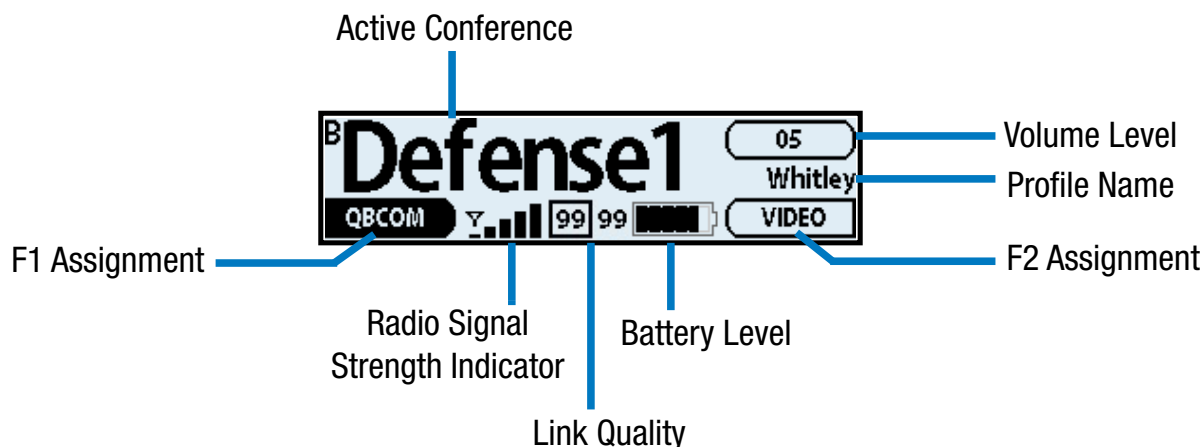 Active Conference
B
Defense1
05
Volume Level
Whitley
Profile Name
QBCOM
99 99
VIDEO
F1 Assignment
F2 Assignment
Radio Signal
Strength Indicator
Battery Level
Link Quality